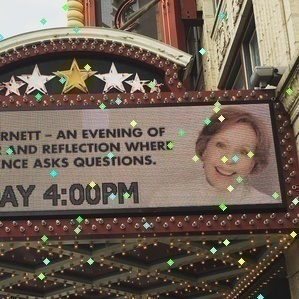 RNETT – AN EVENING OF
AND REFLECTION WHERE
ENCE ASKS QUESTIONS.
AY 4:00PM